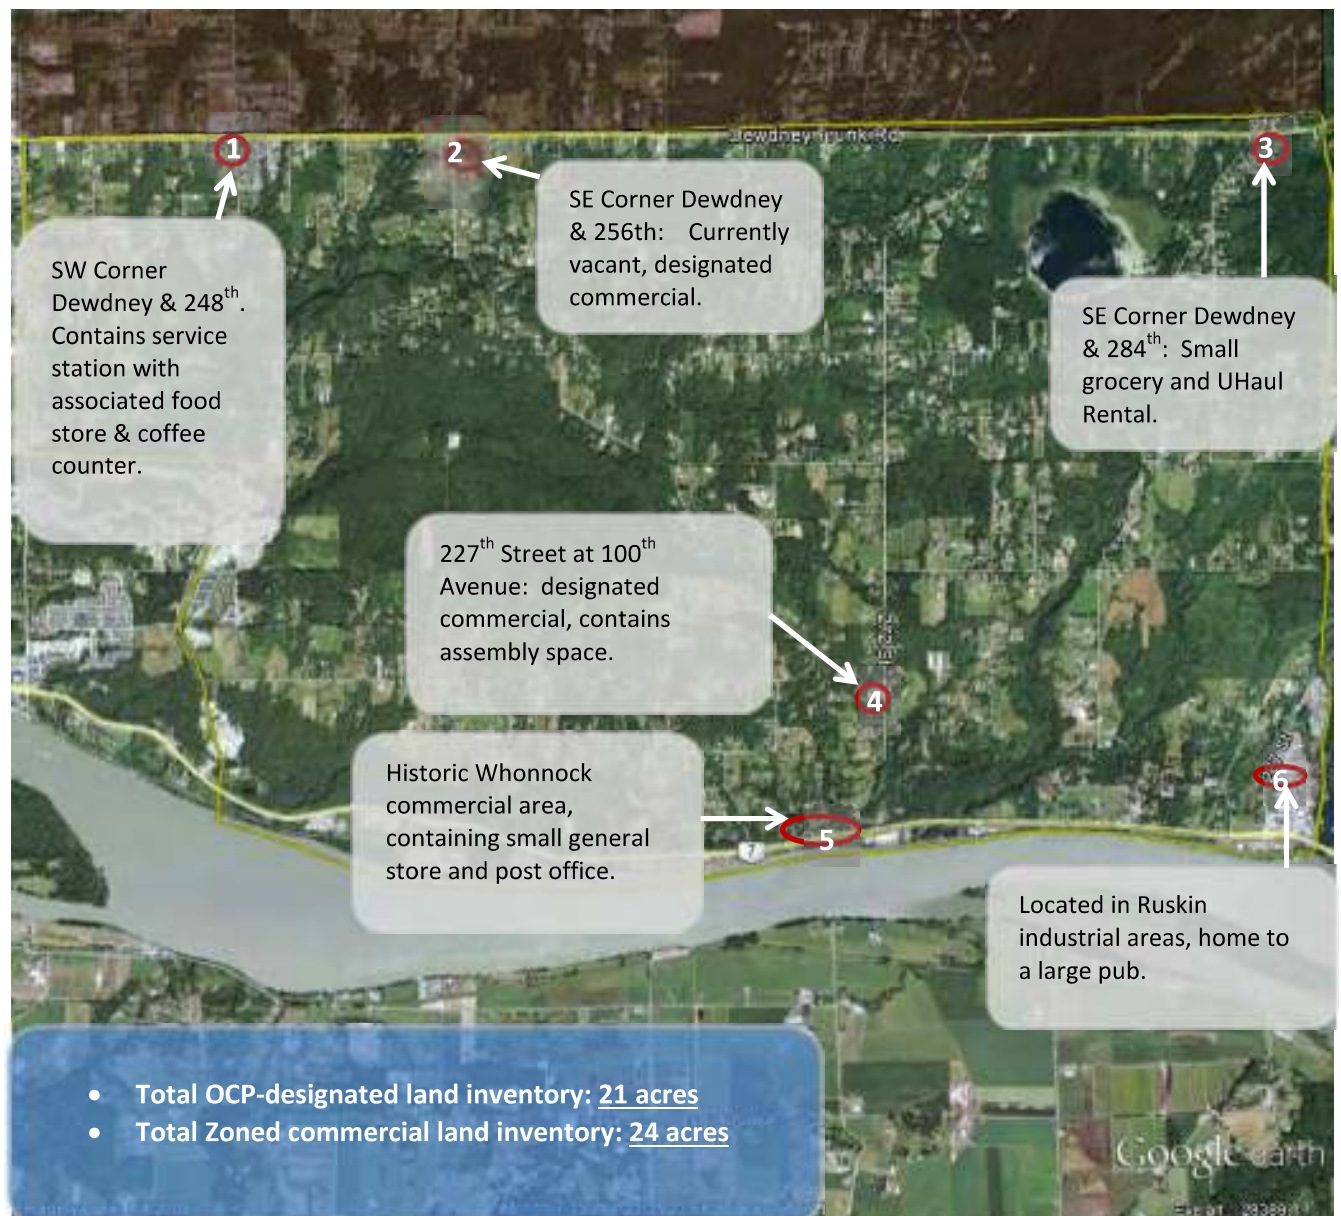 Dewdney Trunk Rd
1
2
3
SE Corner Dewdney
& 256th: Currently
vacant, designated
commercial.
SW Corner
Dewdney & 248th.
Contains service
station with
associated food
store & coffee
counter.
SE Corner Dewdney
& 284th: Small
grocery and UHaul
Rental.
227th Street at 100th
Avenue: designated
commercial, contains
assembly space.
4
Historic Whonnock
commercial area,
containing small general
store and post office.
5
7
6
Located in Ruskin
industrial areas, home to
a large pub.
• Total OCP-designated land inventory: 21 acres
• Total Zoned commercial land inventory: 24 acres
Google earth